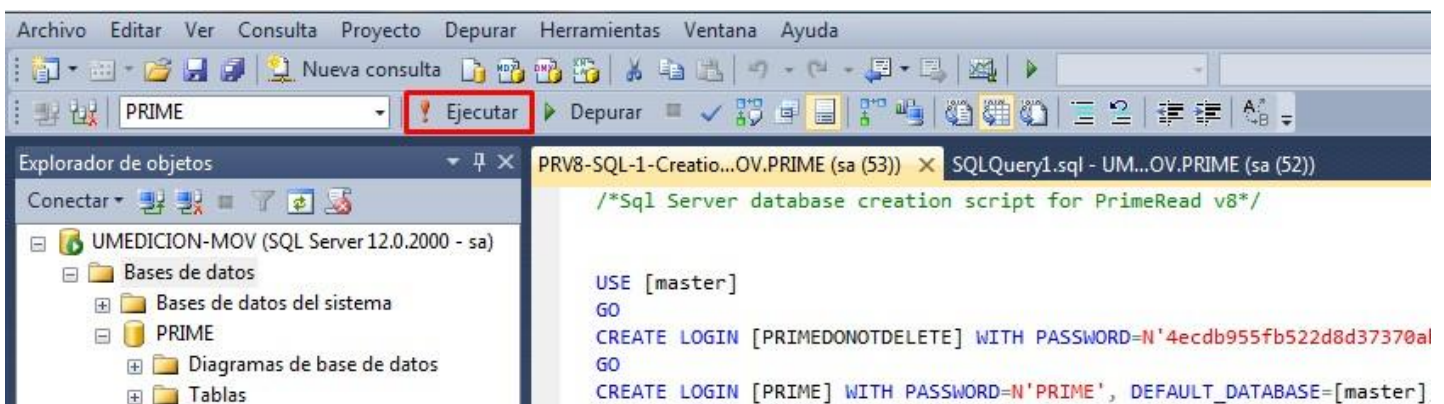 Archivo Editar Ver Consulta Proyecto Depurar Herramientas Ventana Ayuda
Nueva consulta
PRIME Ejecutar Depurar
Explorador de objetos
PRV8-SQL-1-Creatio...OV.PRIME (sa (53)) SQLQuery1.sql - UM...OV.PRIME (sa (52))
Conectar
/*Sql Server database creation script for PrimeRead v8*/
UMEDICION-MOV (SQL Server 12.0.2000 - sa)
Bases de datos
USE [master]
Bases de datos del sistema
GO
PRIME
CREATE LOGIN [PRIMEDONOTDELETE] WITH PASSWORD=N'4ecdb955fb522d8d37370a
Diagramas de base de datos
GO
Tablas
CREATE LOGIN [PRIME] WITH PASSWORD=N'PRIME', DEFAULT_DATABASE=[master]